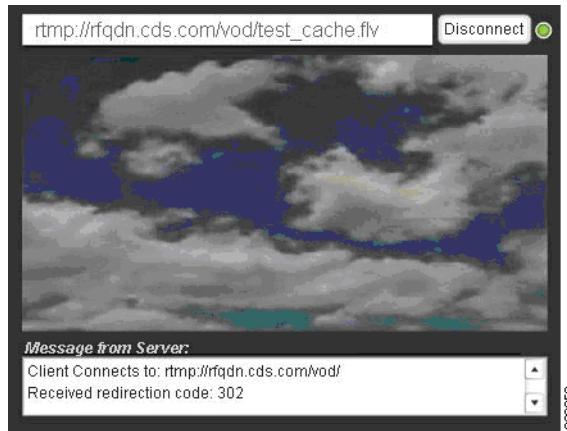 rtmp://rfqdn.cds.com/vod/test_cache.flv
Disconnect
Message from Server:
Client Connects to: rtmp://rfqdn.cds.com/vod/
Received redirection code: 302